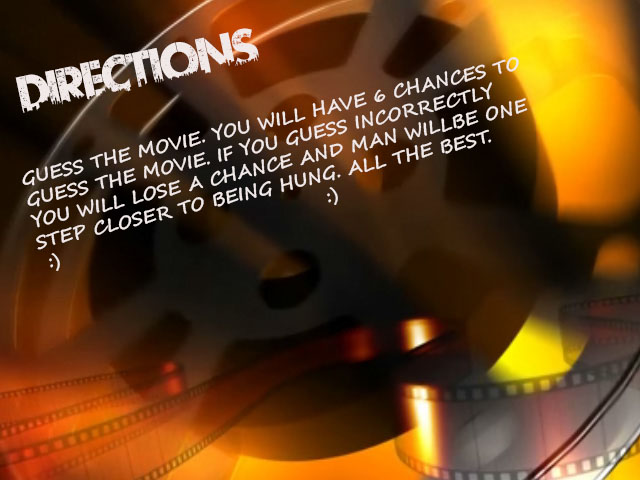 DIRECTIONS
GUESS THE MOVIE. YOU WILL HAVE 6 CHANCES TO
GUESS THE MOVIE. IF YOU GUESS INCORRECTLY
YOU WILL LOSE A CHANCE AND MAN WILLBE ONE
STEP CLOSER TO BEING HUNG. ALL THE BEST.
:)
:)